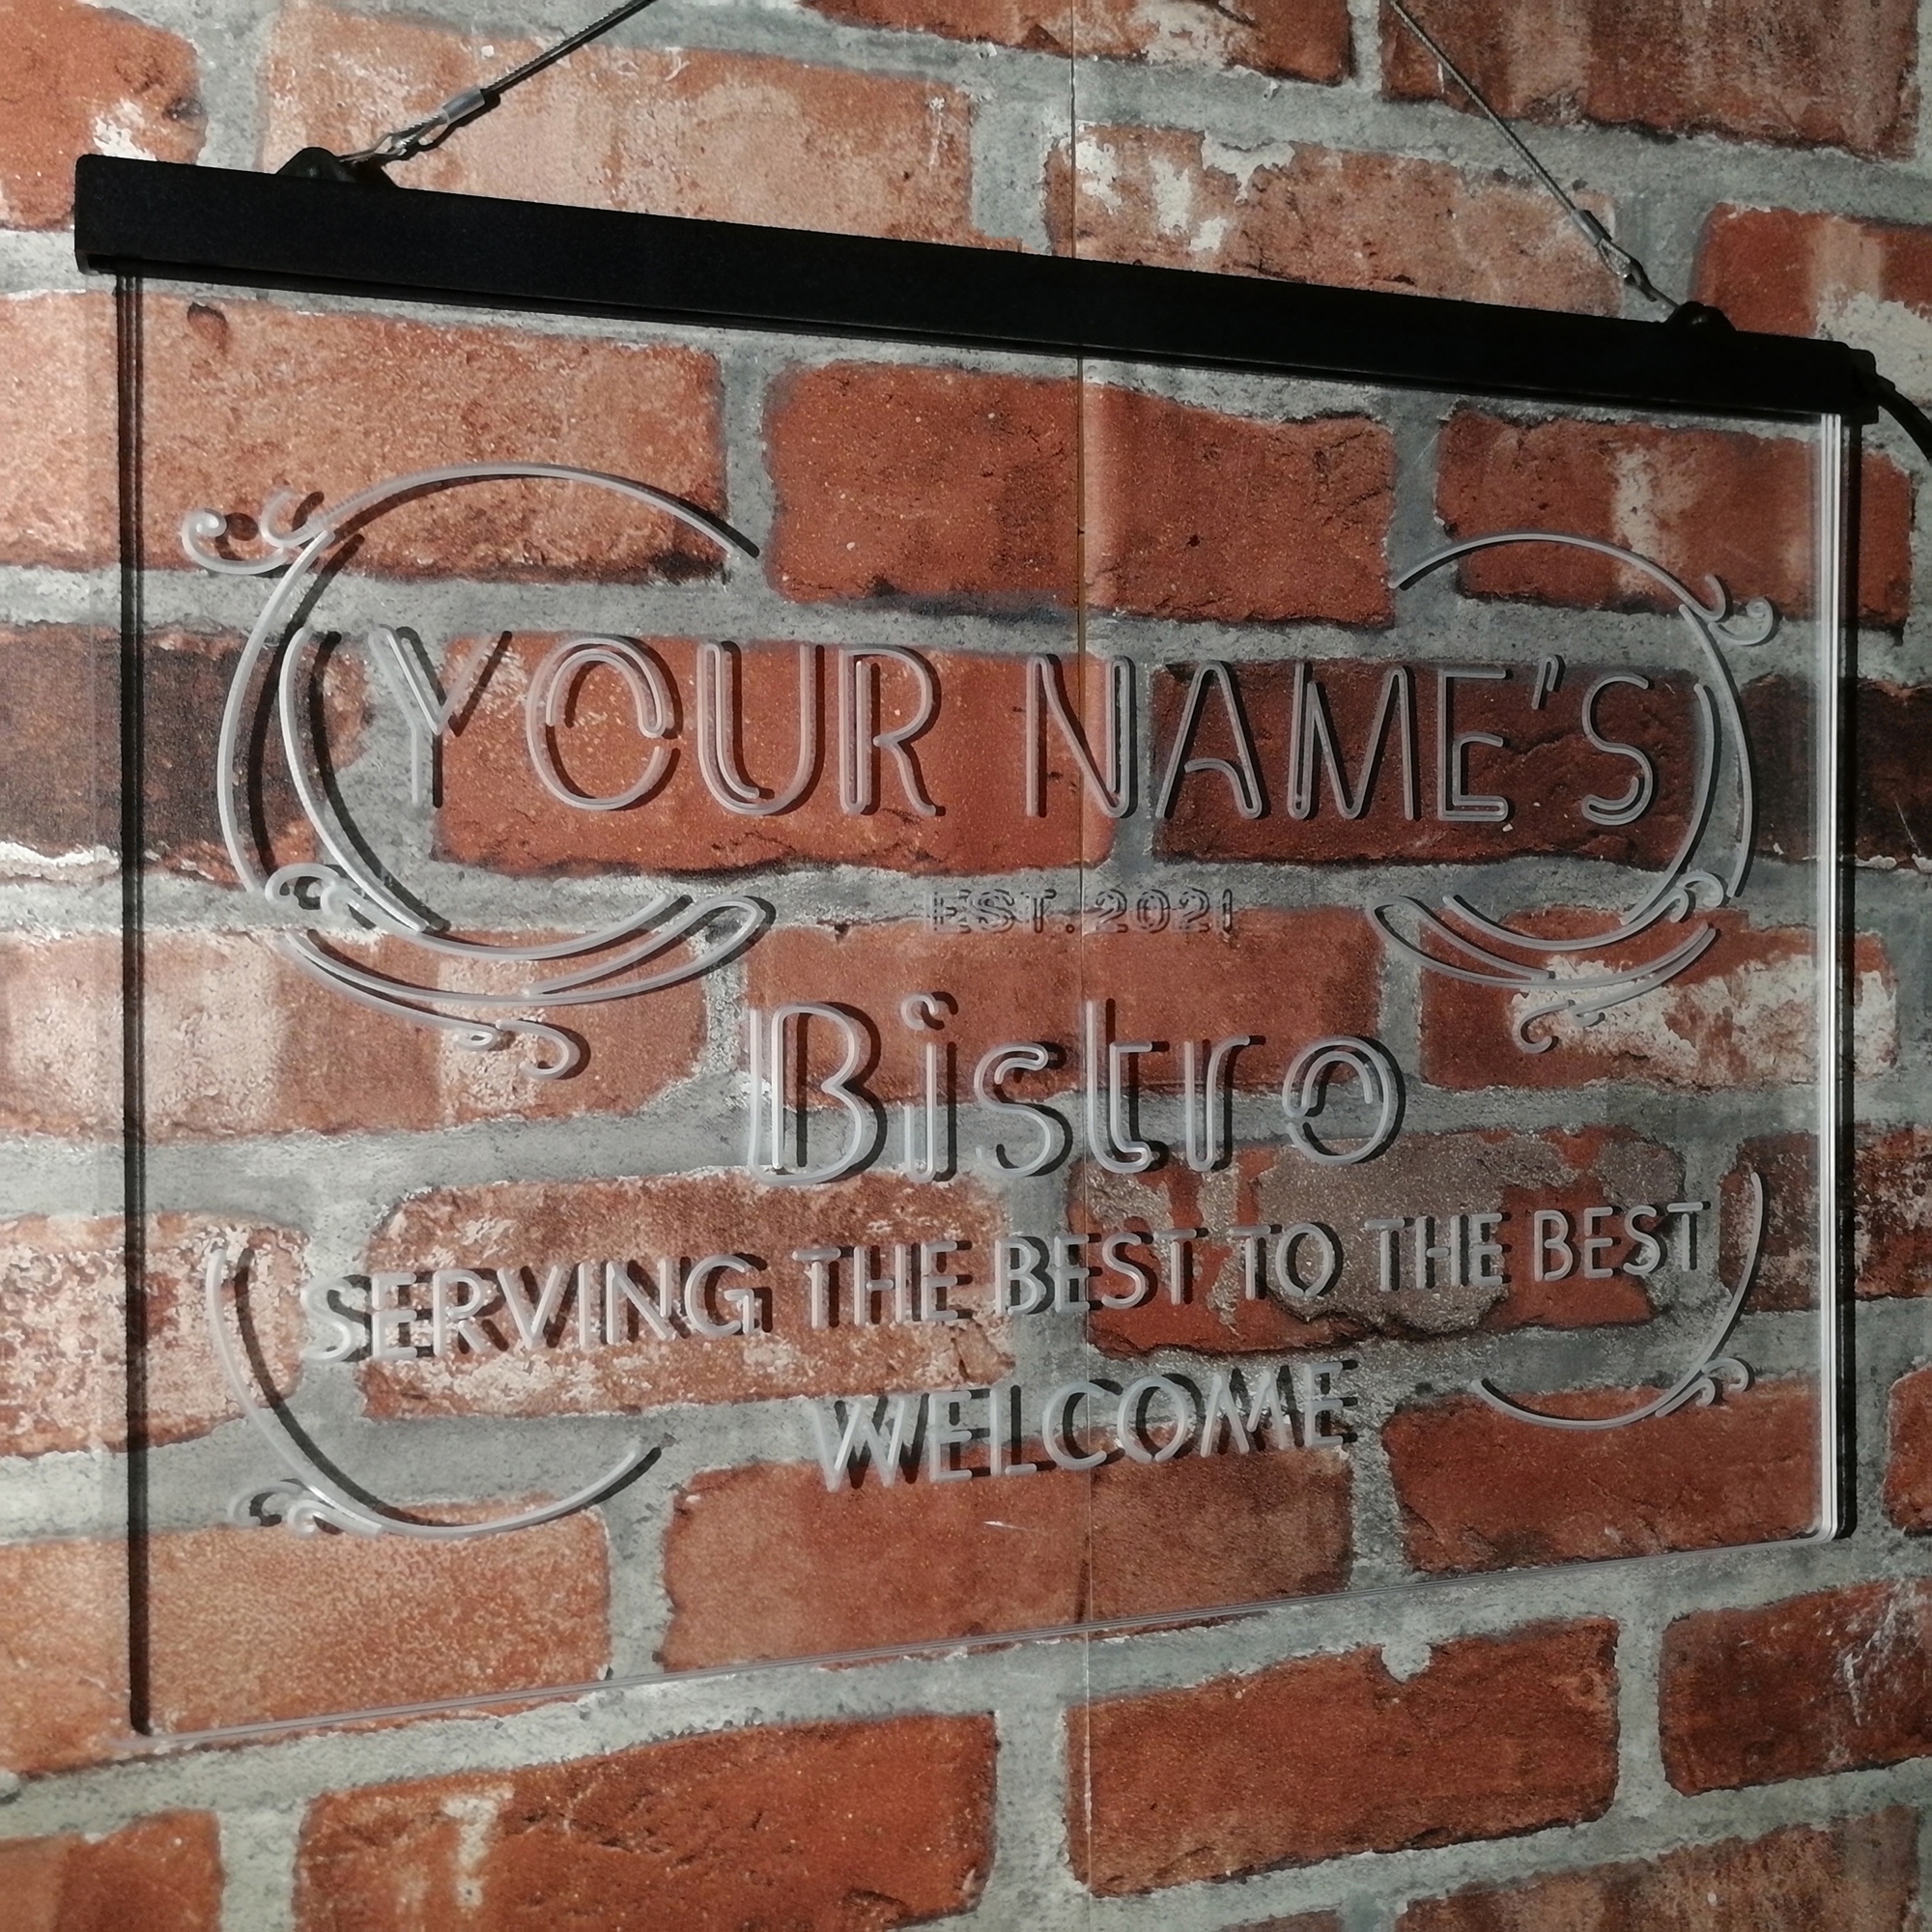 YOUR NAME'S
EST. 2021
Bistro
SERVING THE BEST TO THE BEST
WELCOME